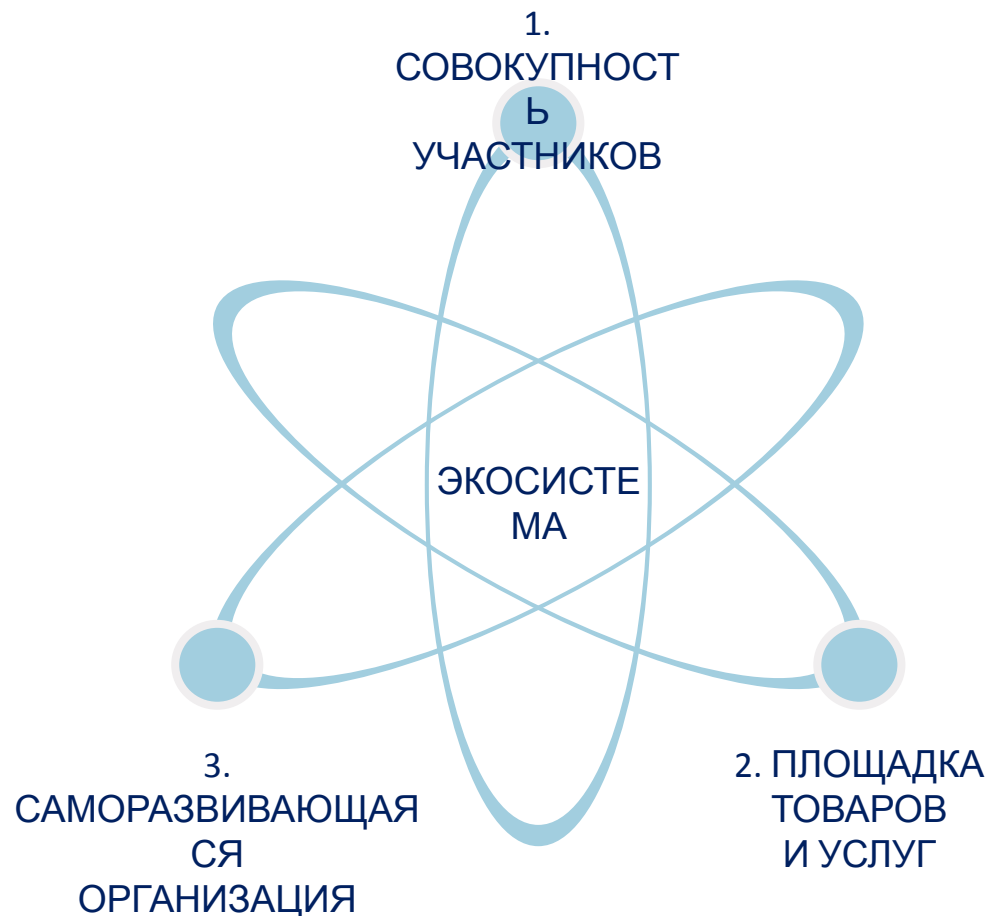 1.
СОВОКУПНОСТ
Ь
УЧАСТНИКОВ
ЭКОСИСТЕ
МА
3.
САМОРАЗВИВАЮЩАЯ
СЯ
ОРГАНИЗАЦИЯ
2. ПЛОЩАДКА
ТОВАРОВ
И УСЛУГ